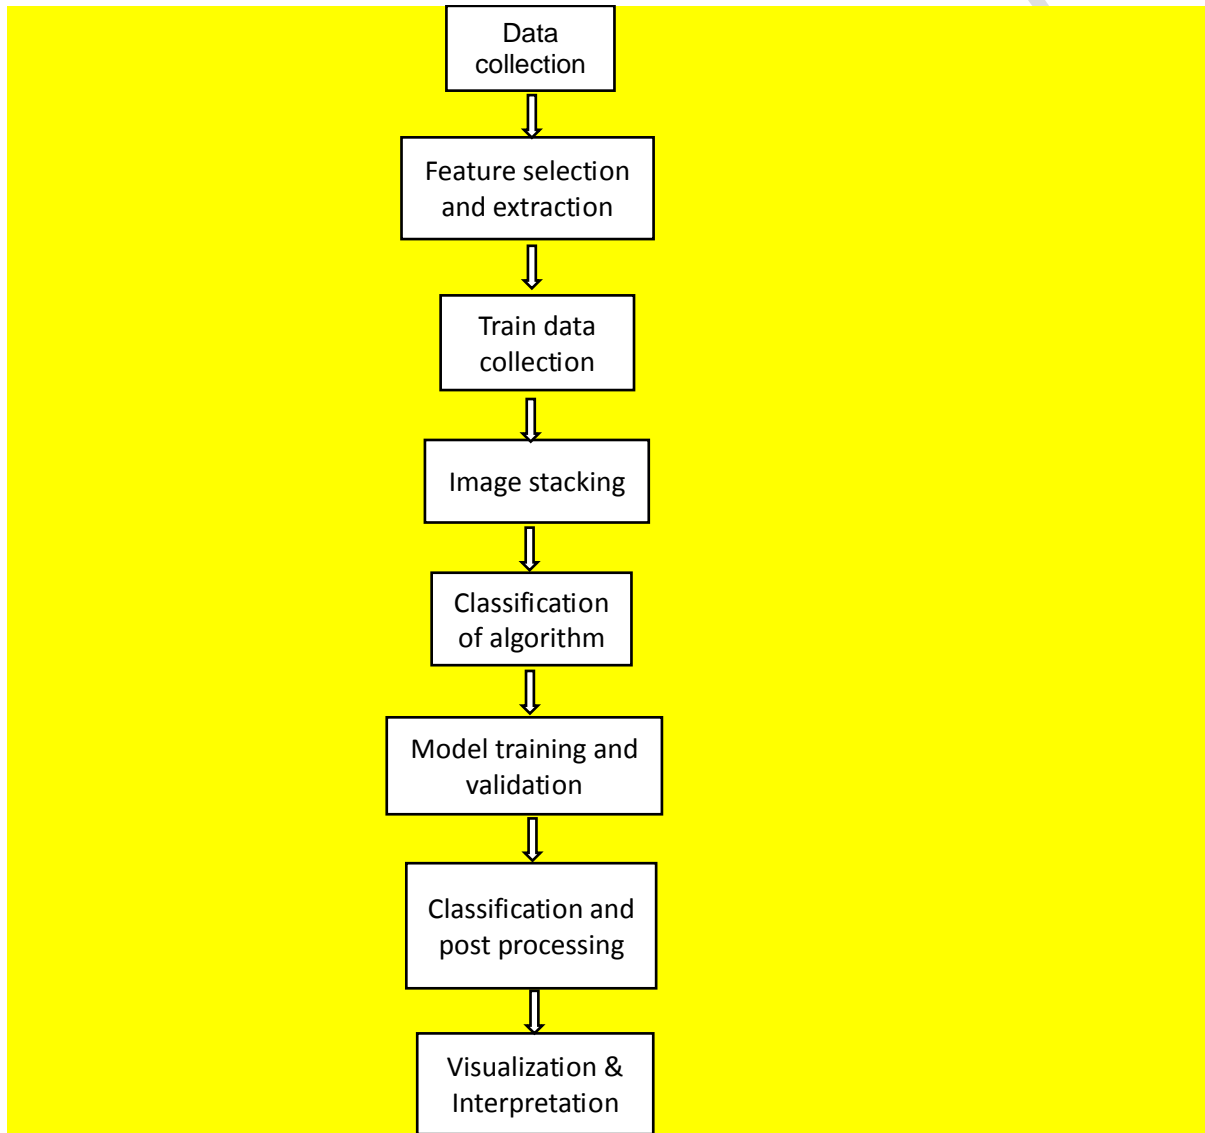 Data
collection
Feature selection
and extraction
Train data
collection
Image stacking
Classification
of algorithm
Model training and
validation
Classification and
post processing
Visualization &
Interpretation